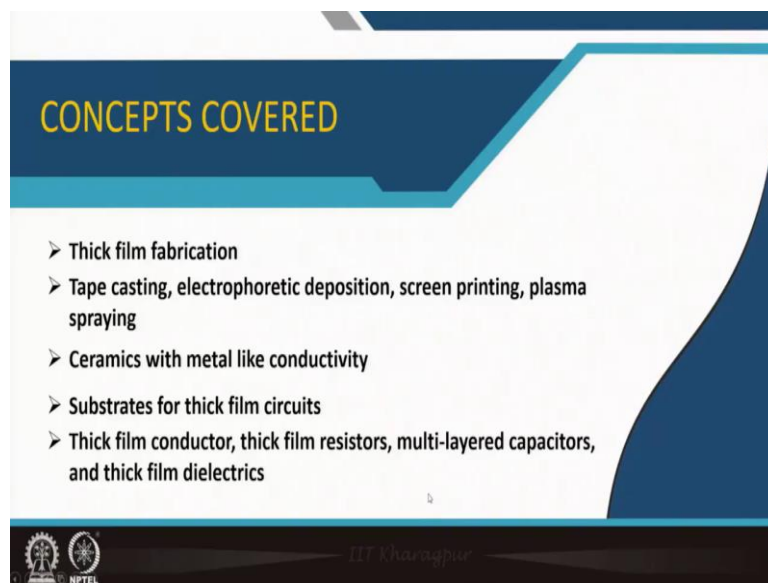 CONCEPTS COVERED
➢ Thick film fabrication
➢ Tape casting, electrophoretic deposition, screen printing, plasma
spraying
➢ Ceramics with metal like conductivity
➢ Substrates for thick film circuits
➢ Thick film conductor, thick film resistors, multi-layered capacitors,
and thick film dielectrics
IIT Kharagpur
NPTEL